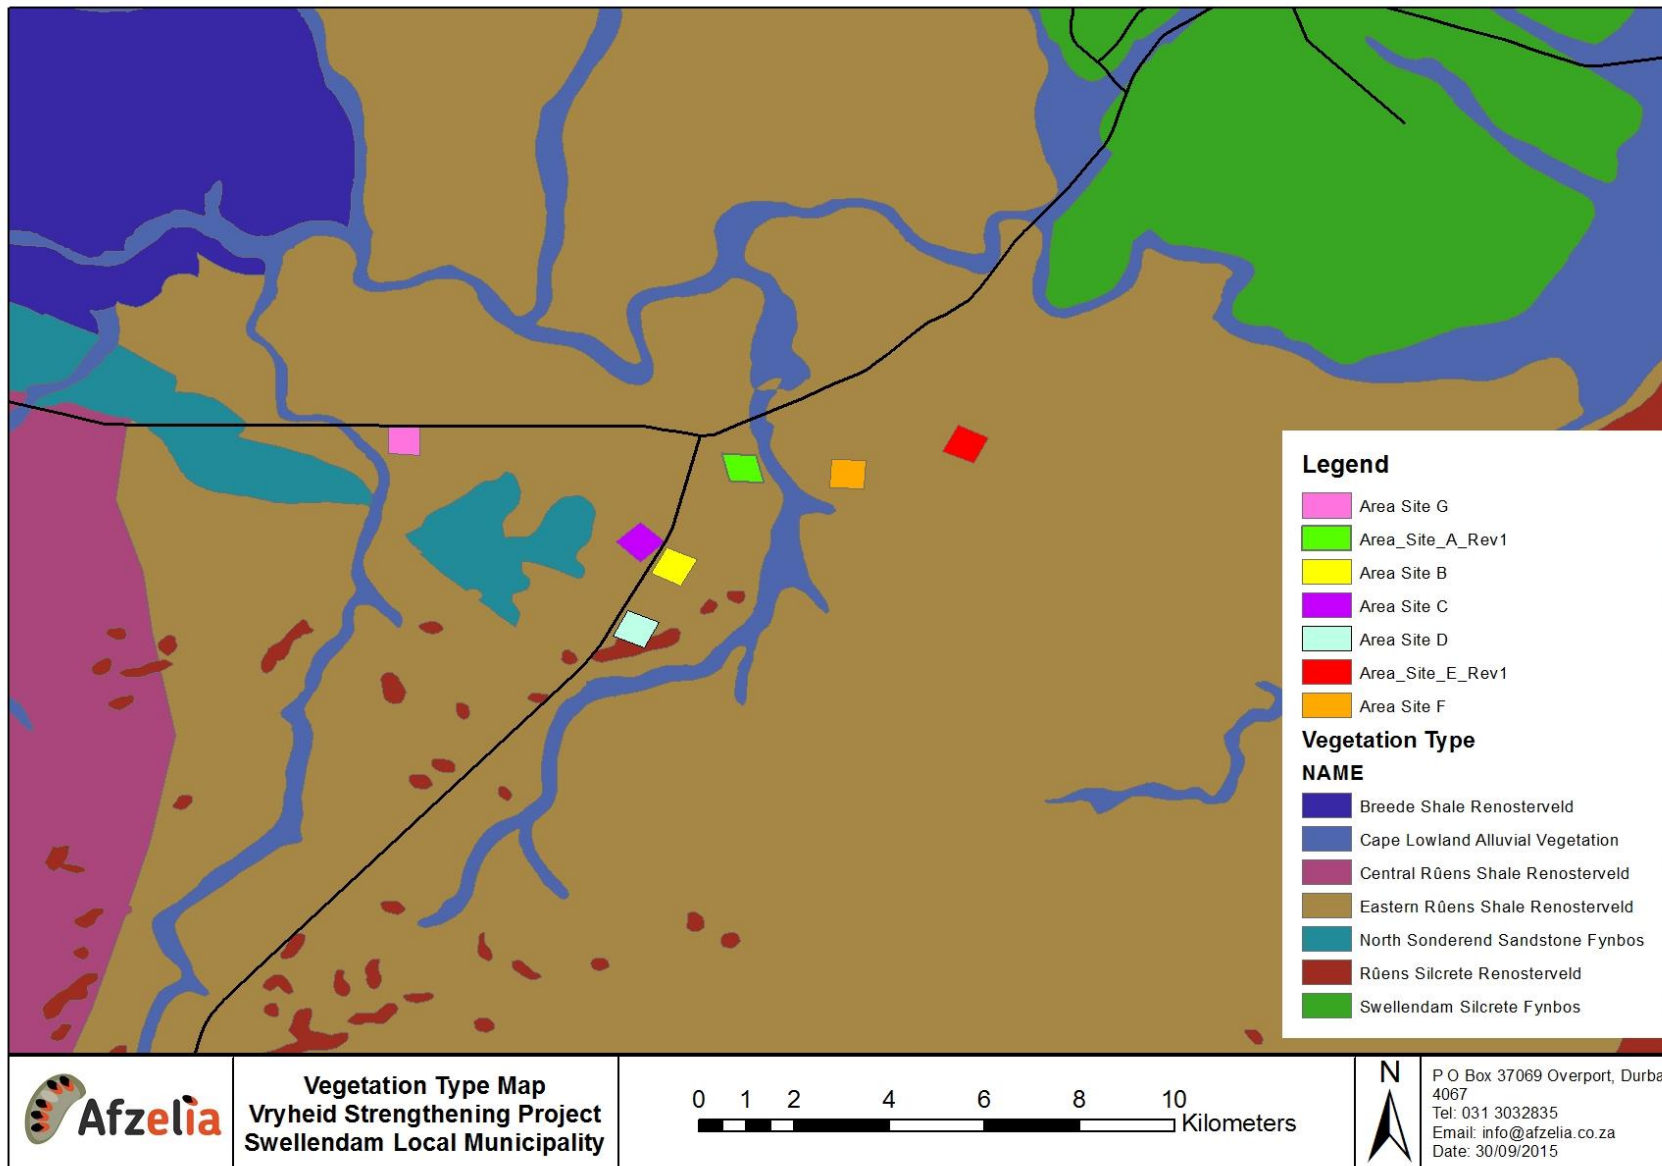 Legend
Area Site G
Area_Site_A_Rev1
Area Site B
Area Site C
Area Site D
Area_Site_E_Rev1
Area Site F
Vegetation Type
NAME
Breede Shale Renosterveld
Cape Lowland Alluvial Vegetation
Central Rûens Shale Renosterveld
Eastern Rûens Shale Renosterveld
North Sonderend Sandstone Fynbos
Rûens Silcrete Renosterveld
Swellendam Silcrete Fynbos
Afzelia
Vegetation Type Map
Vryheid Strengthening Project
Swellendam Local Municipality
0 1 2 4 6 8 10
Kilometers
N
P O Box 37069 Overport, Durba
4067
Tel: 031 3032835
Email: info@afzelia.co.za
Date: 30/09/2015